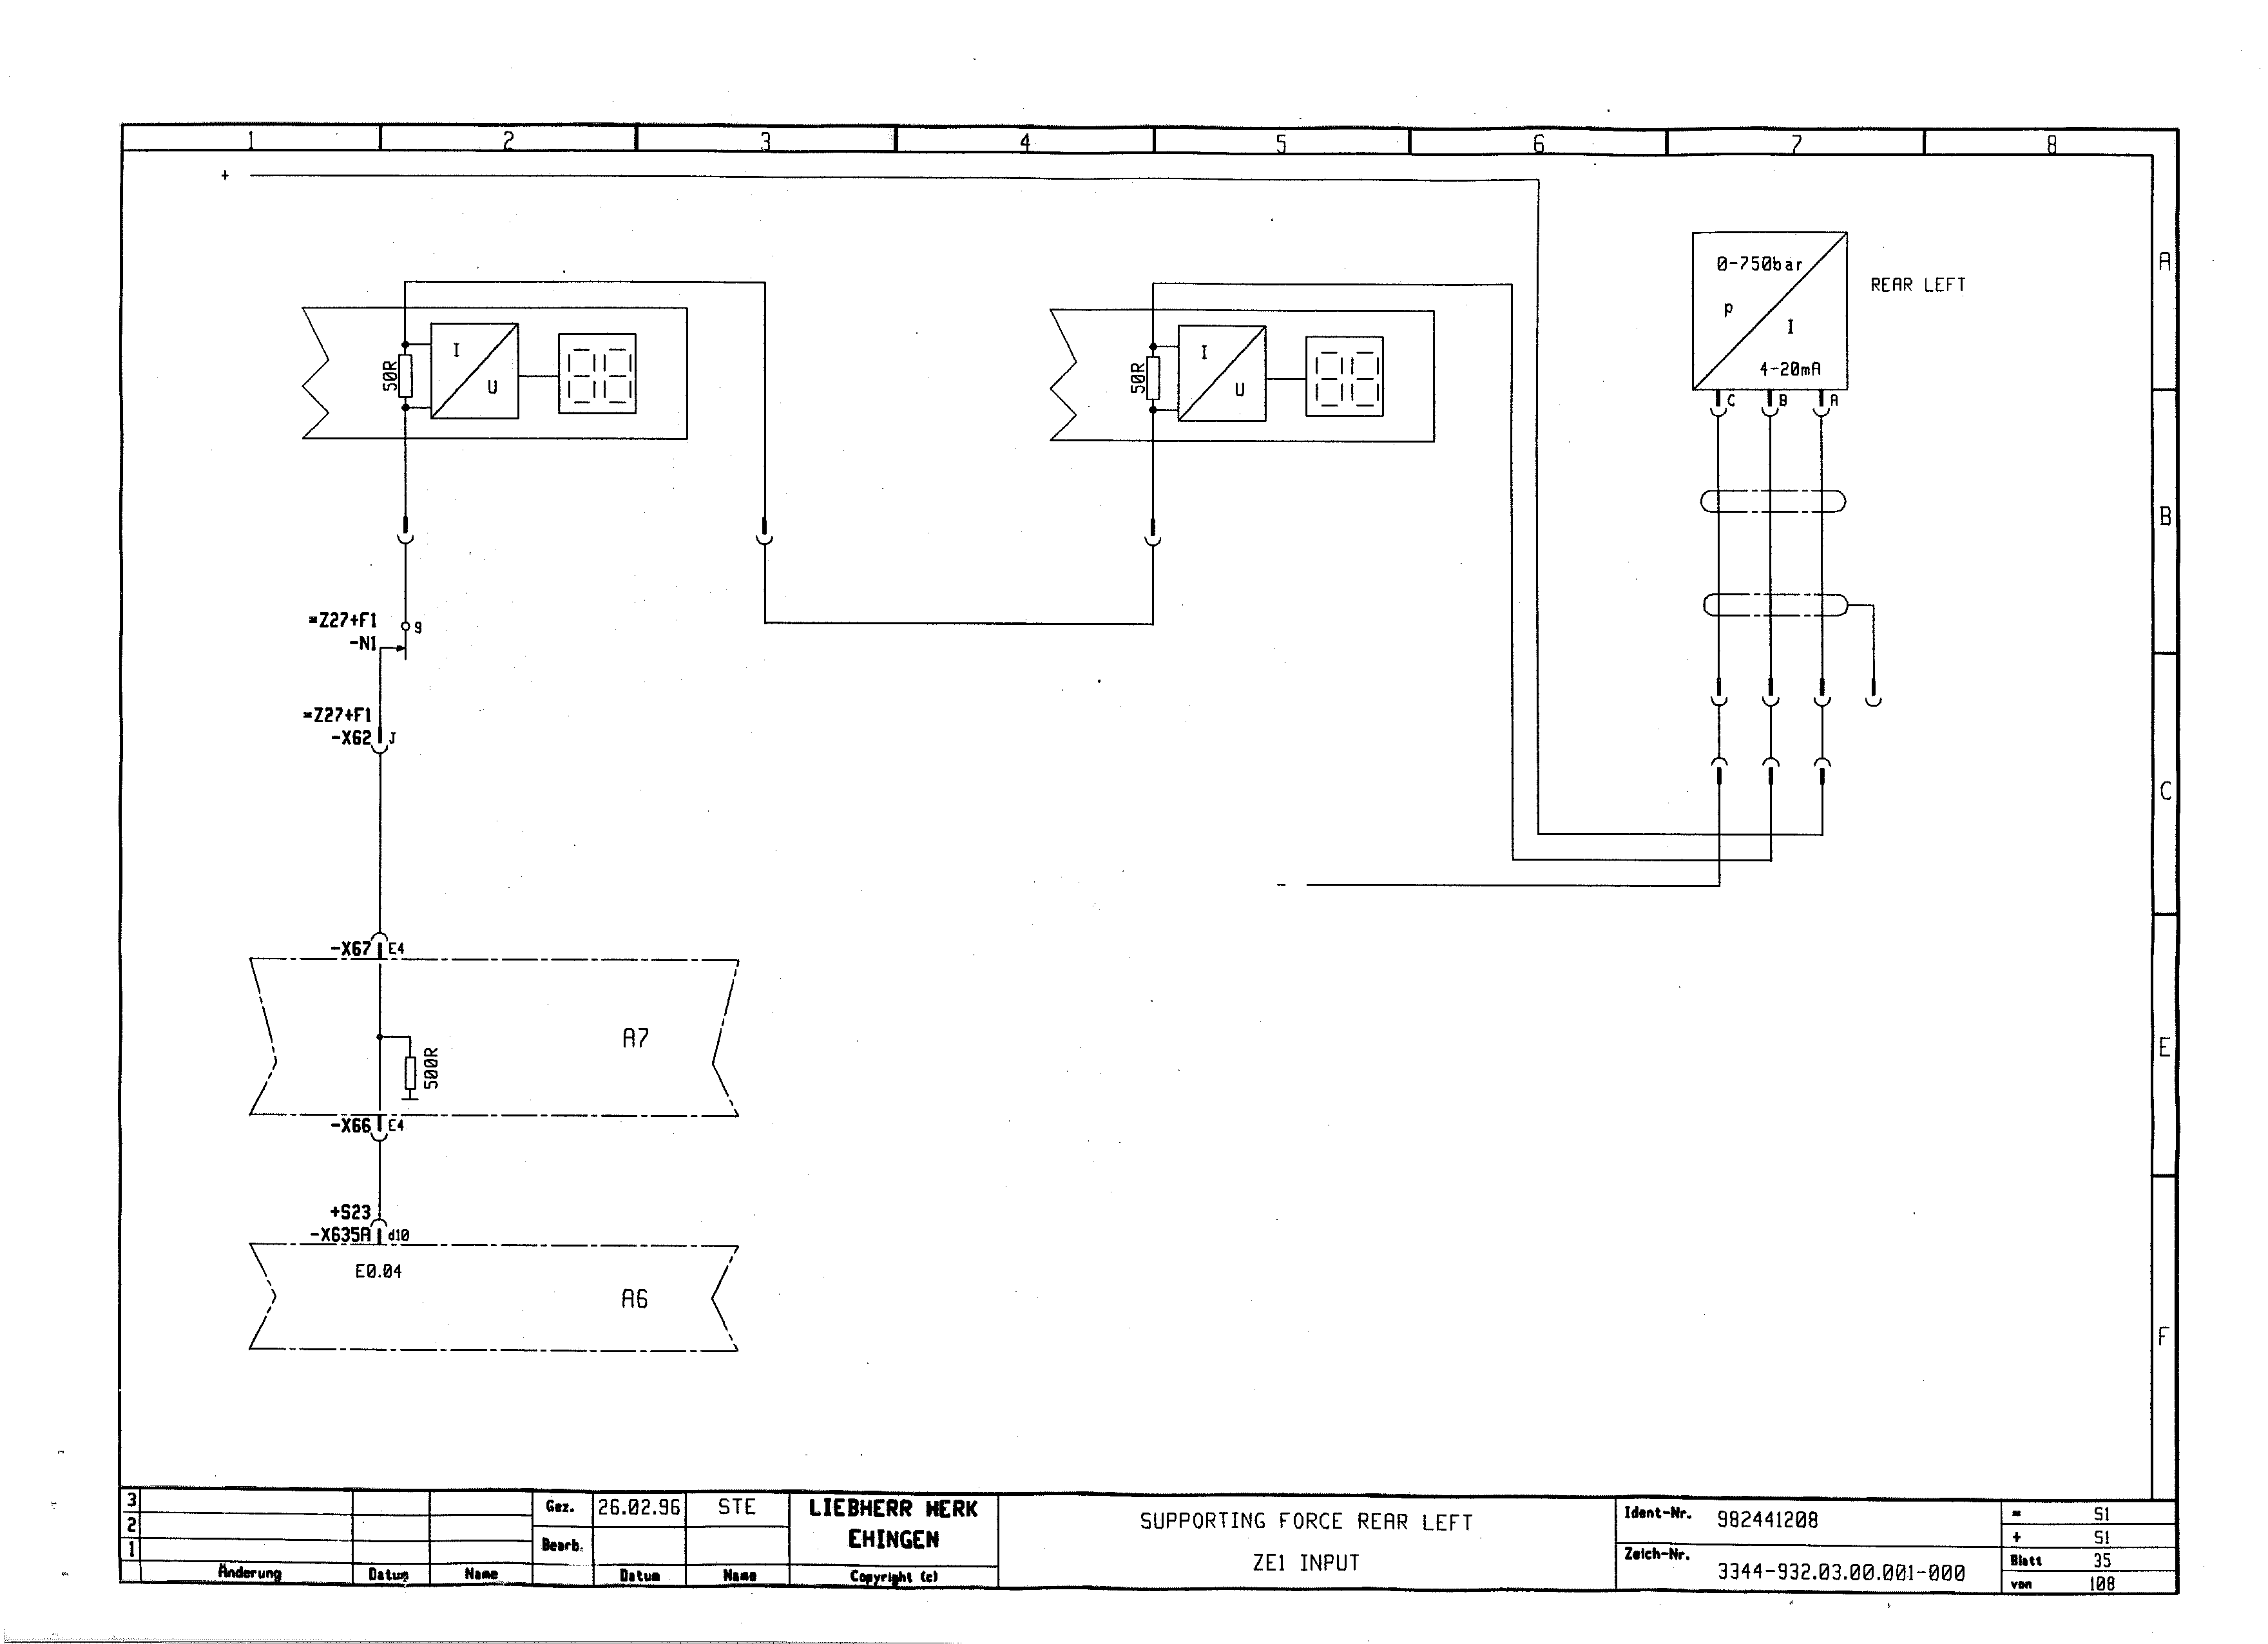 1 2 3 4 5 6 7 8
+
A
0-750bar
p
I
4-20mA
REAR LEFT
C B A
50R
I
U
50R
I
U
B
=Z27+F1
-N1
9
=Z27+F1
-X62 J
C
-
-X67 E4
A7
500R
E
-X66 E4
+S23
-X635A d10
E0.04
A6
F
3
2
1
Änderung Datum Name
Gez. 26.02.96 STE
Bearb.
Datum Name
LIEBHERR WERK
EHINGEN
Copyright (c)
SUPPORTING FORCE REAR LEFT
ZE1 INPUT
Ident-Nr. 982441208
Zeich-Nr. 3344-932.03.00.001-000
= S1
+ S1
Blatt 35
von 108